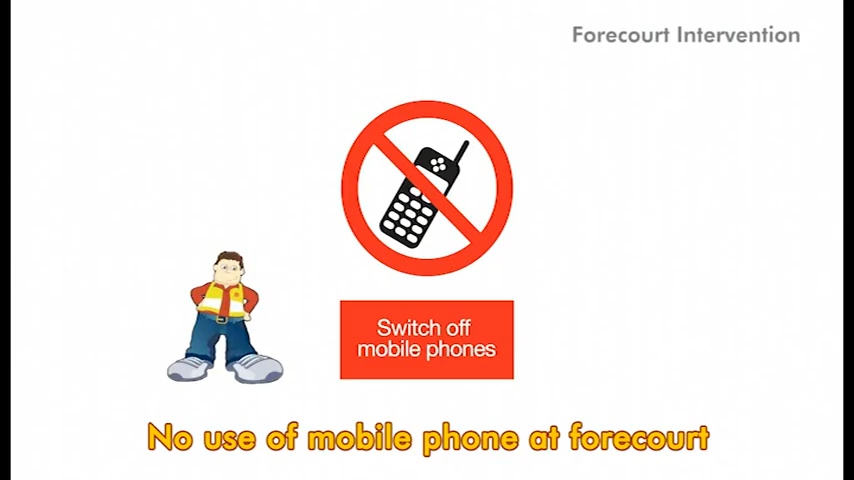 Forecourt Intervention
Switch off
mobile phones
No use of mobile phone at forecourt